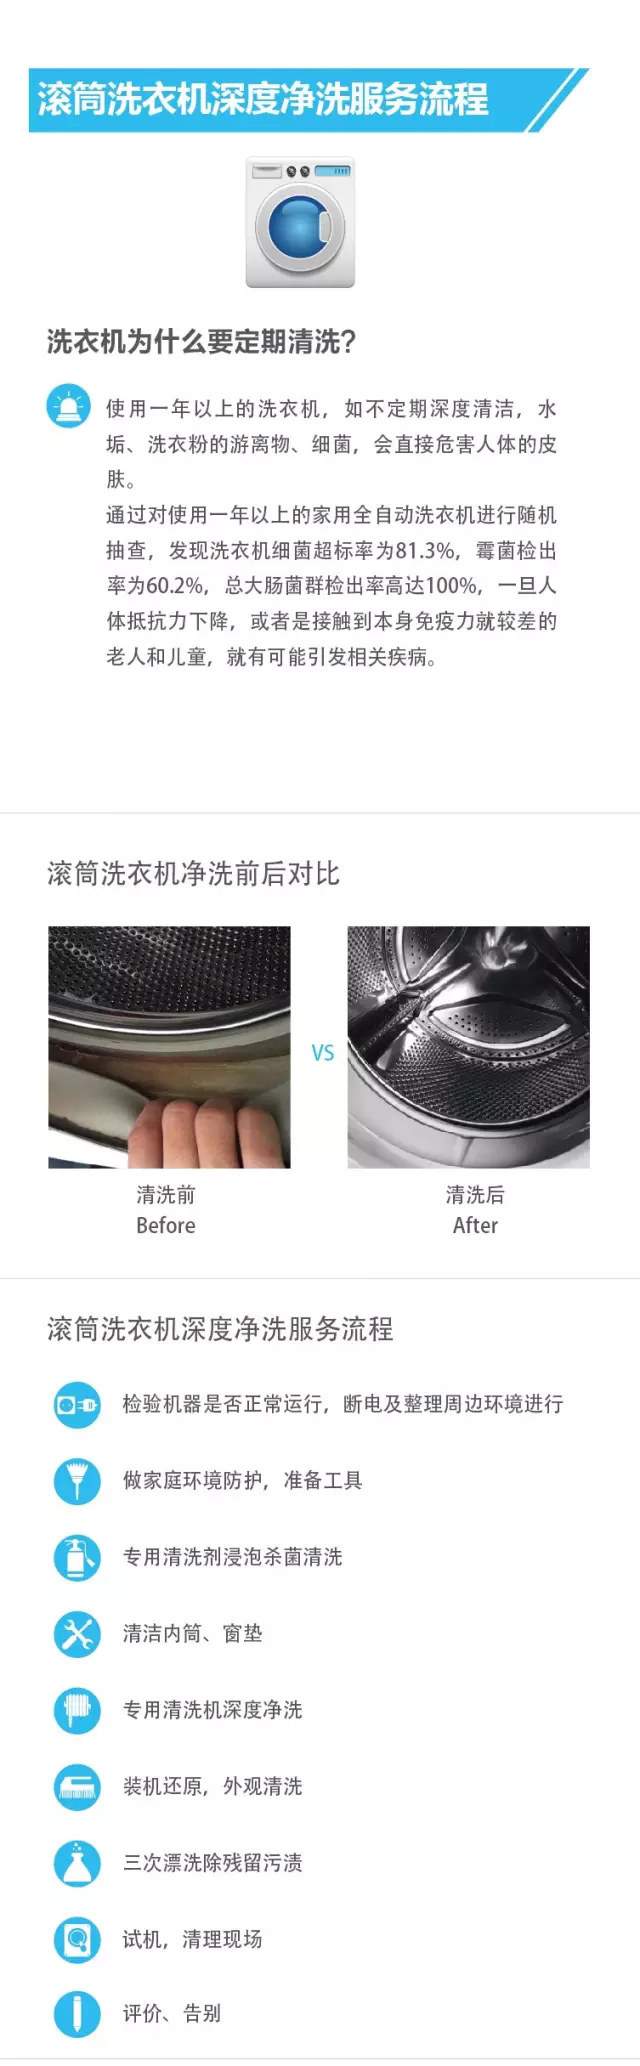 滚筒洗衣机深度净洗服务流程
洗衣机为什么要定期清洗?
使用一年以上的洗衣机，如不定期深度清洁，水
垢、洗衣粉的游离物、细菌，会直接危害人体的皮
肤。
通过对使用一年以上的家用全自动洗衣机进行随机
抽查，发现洗衣机细菌超标率为81.3%，霉菌检出
率为60.2%，总大肠菌群检出率高达100%，一旦人
体抵抗力下降，或者是接触到本身免疫力就较差的
老人和儿童，就有可能引发相关疾病。
滚筒洗衣机净洗前后对比
VS
清洗前
Before
清洗后
After
滚筒洗衣机深度净洗服务流程
检验机器是否正常运行，断电及整理周边环境进行
做家庭环境防护，准备工具
专用清洗剂浸泡杀菌清洗
清洁内筒、窗垫
专用清洗机深度净洗
装机还原，外观清洗
三次漂洗除残留污渍
试机，清理现场
评价、告别